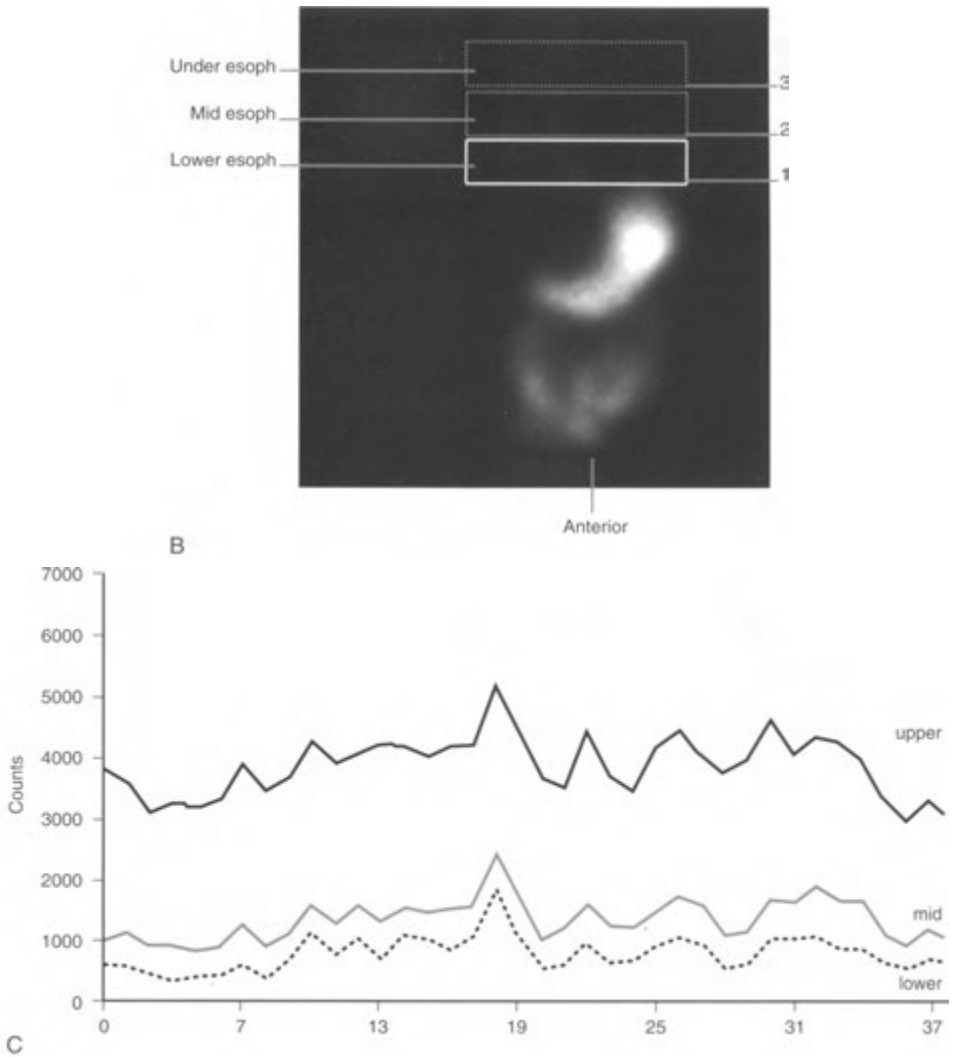 Under esoph
3
Mid esoph
2
Lower esoph
1
Anterior
B
7000
6000
5000
4000
3000
2000
1000
0
Counts
upper
mid
lower
0 7 13 19 25 31 37
C